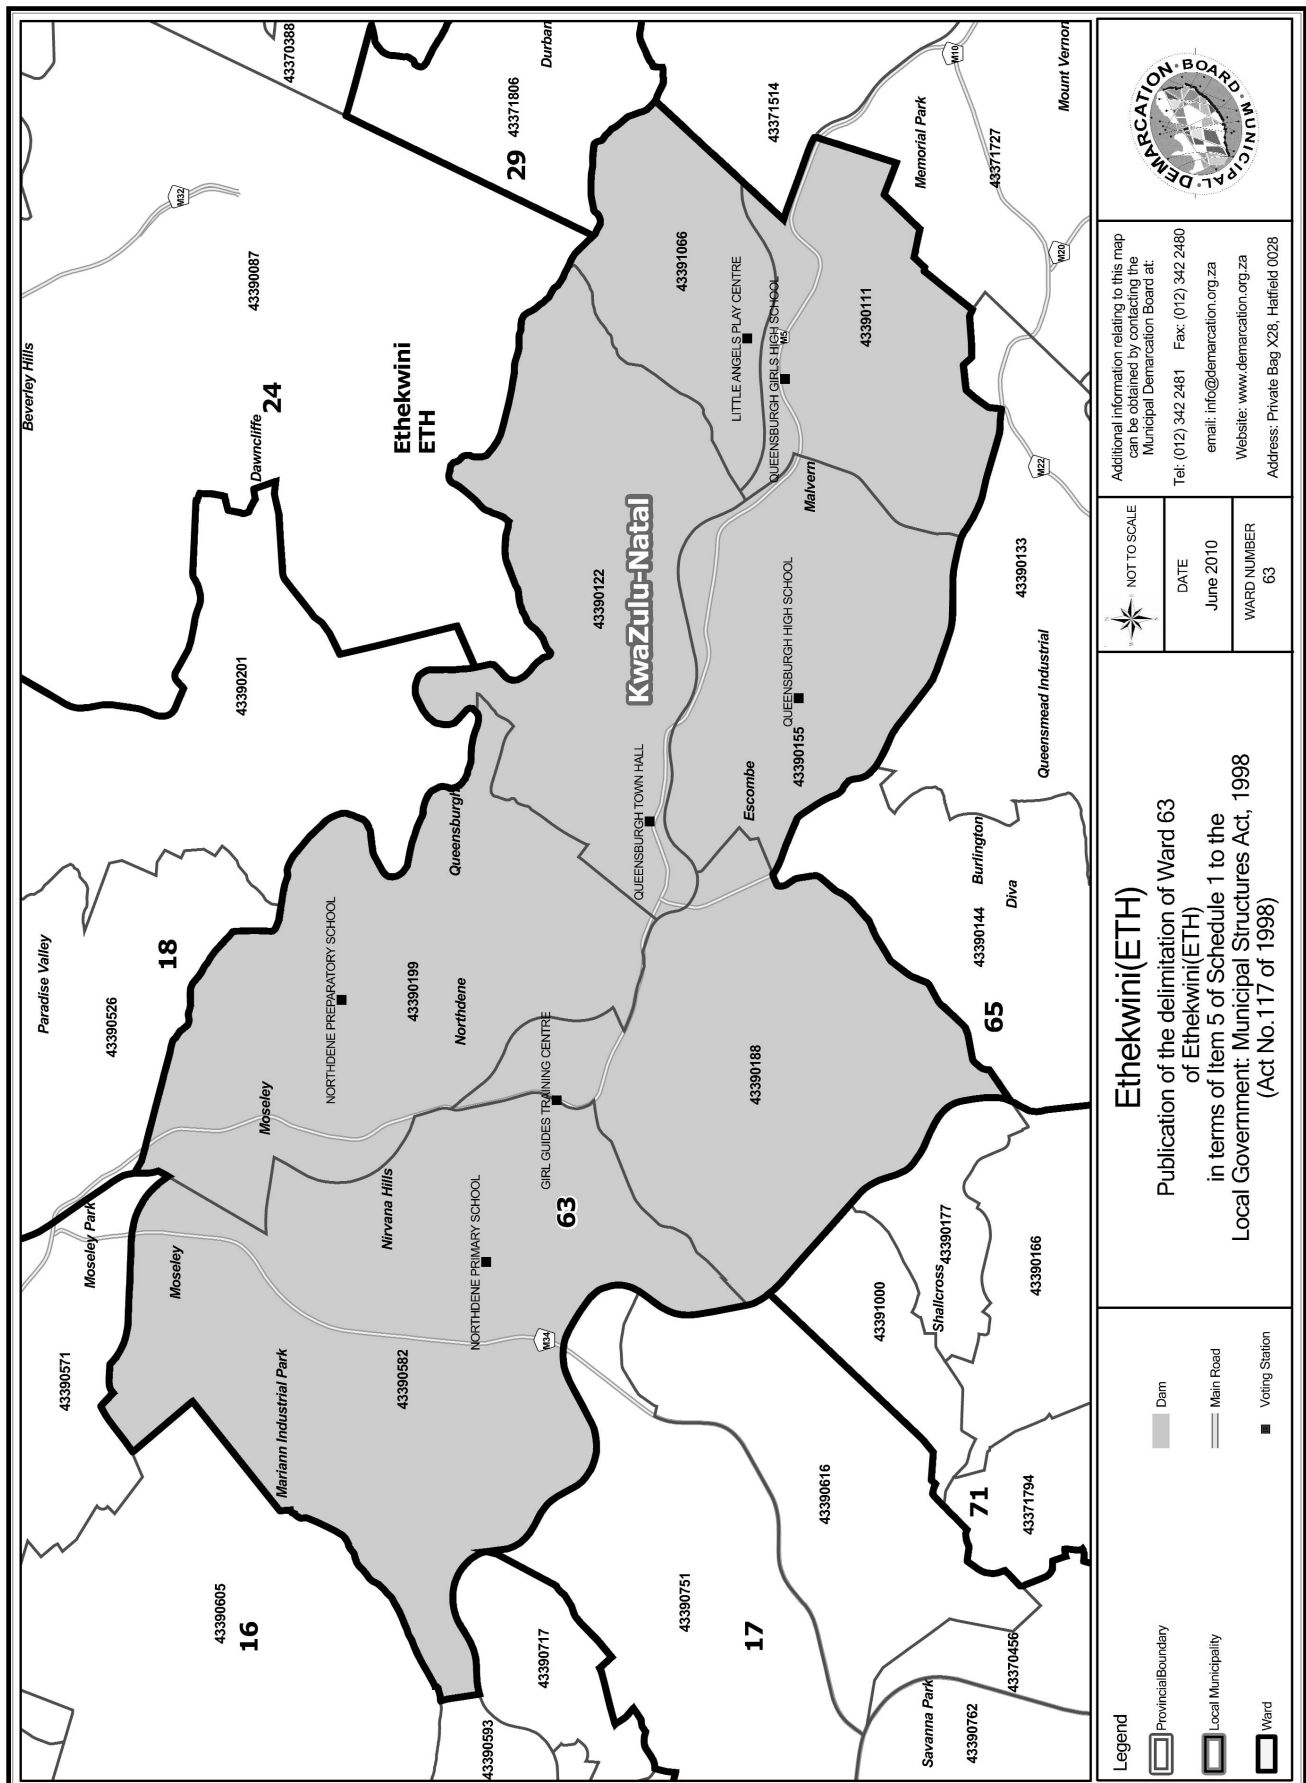 Beverley Hills
Paradise Valley
Moseley Park
43390571
43390605
16
43390526
18
43390201
Dawncliffe
24
43390087
M32
43370388
Ethekwini
ETH
29
43371806
Durban
Moseley
Moseley
Mariann Industrial Park
Nirvana Hills
43390582
NORTHDENE PREPARATORY SCHOOL
43390199
Northdene
Queensburgh
NORTHDENE PRIMARY SCHOOL
GIRL GUIDES TRAINING CENTRE
63
M34
43390593
43390717
43390122
KwaZulu-Natal
QUEENSBURGH TOWN HALL
43391066
LITTLE ANGELS PLAY CENTRE
QUEENSBURGH GIRLS HIGH SCHOOL
M5
43371514
M10
43390751
17
43390616
43390188
Escombe
43390155
QUEENSBURGH HIGH SCHOOL
Malvern
43390111
Memorial Park
43371727
Mount Vernon
M20
M22
43391000
Shallcross
43390177
43390166
71
43371794
43370456
Savanna Park
43390762
65
43390144
Burlington
Diva
Queensmead Industrial
43390133
Legend
ProvincialBoundary
Local Municipality
Ward
Dam
Main Road
Voting Station
Ethekwini(ETH)
Publication of the delimitation of Ward 63
of Ethekwini(ETH)
in terms of Item 5 of Schedule 1 to the
Local Government: Municipal Structures Act, 1998
(Act No.117 of 1998)
N
E
S
W
NOT TO SCALE
DATE
June 2010
WARD NUMBER
63
Additional information relating to this map
can be obtained by contacting the
Municipal Demarcation Board at:
Tel: (012) 342 2481 Fax: (012) 342 2480
email: info@demarcation.org.za
Website: www.demarcation.org.za
Address: Private Bag X28, Hatfield 0028
MUNICIPAL • DEMARCATION • BOARD •